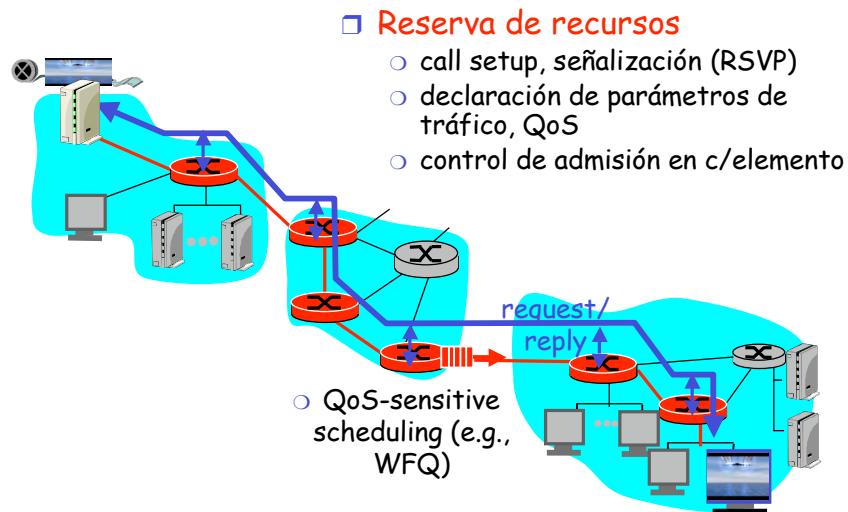 Reserva de recursos
call setup, señalización (RSVP)
declaración de parámetros de
tráfico, QoS
control de admisión en c/elemento
request/
reply
QoS-sensitive
scheduling (e.g.,
WFQ)